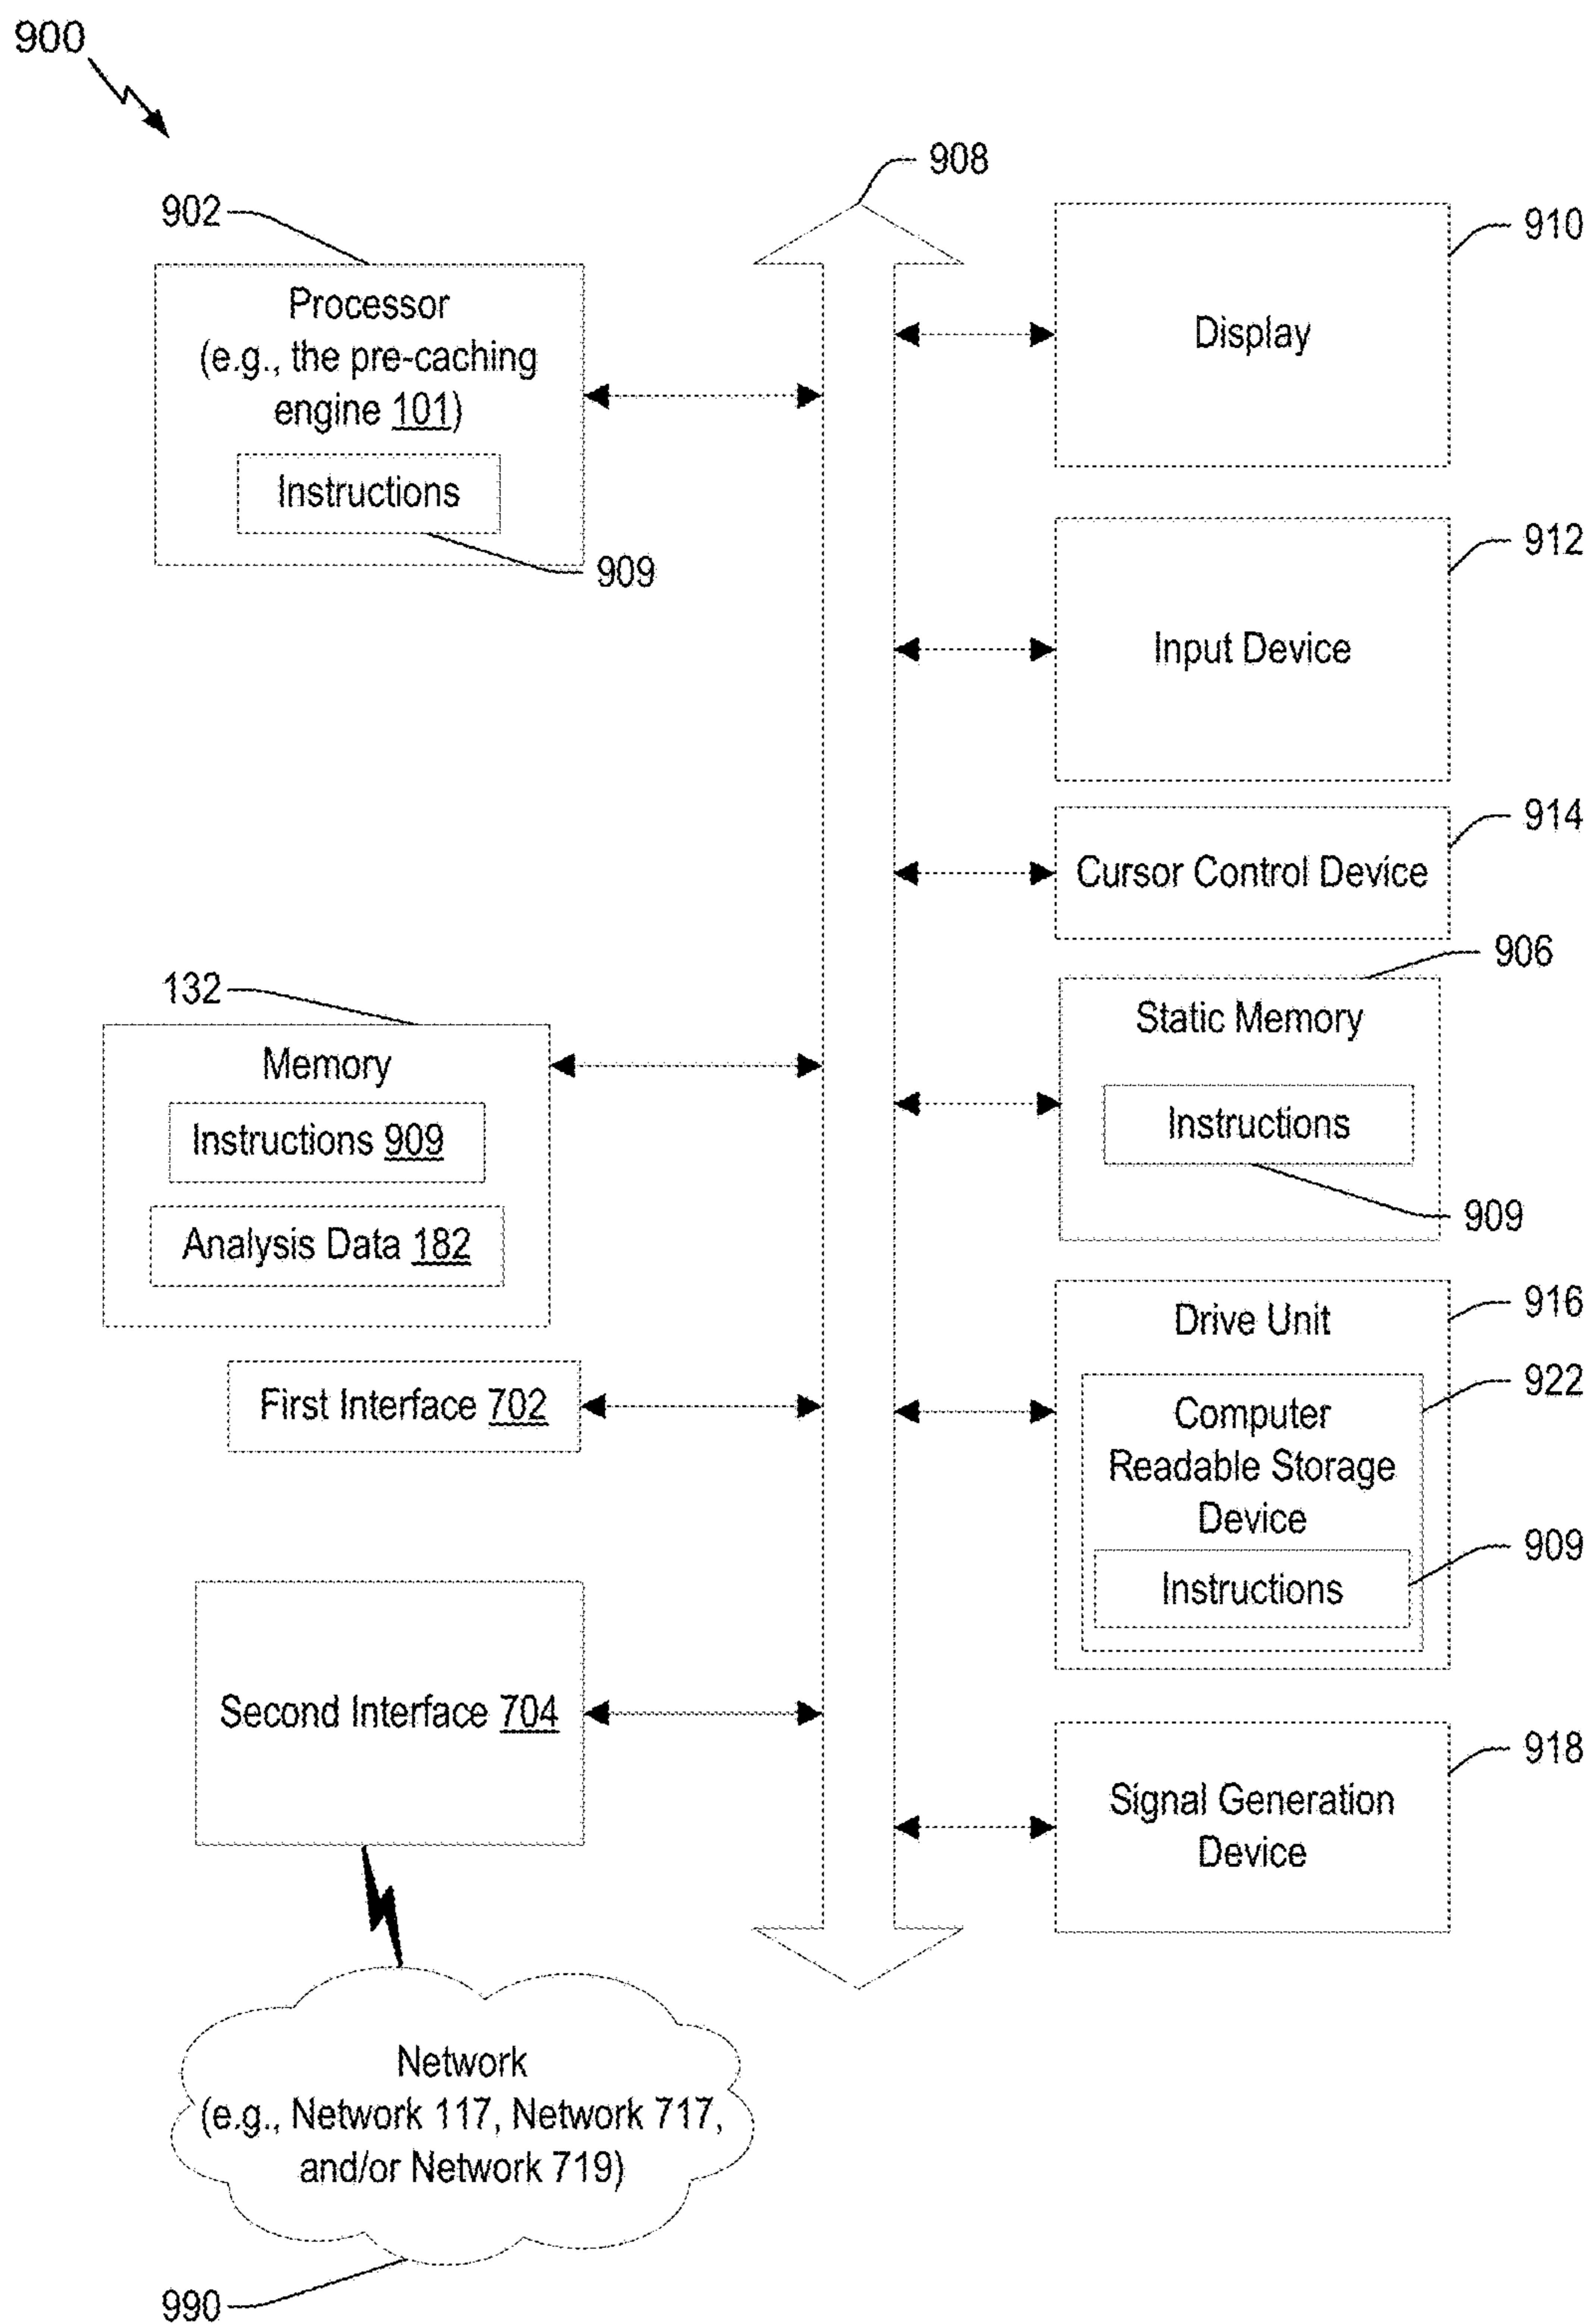 900
908
902
Processor
(e.g., the pre-caching
engine 101)
Instructions
909
910
Display
912
Input Device
914
Cursor Control Device
906
Static Memory
Instructions
909
132
Memory
Instructions 909
Analysis Data 182
First Interface 702
916
Drive Unit
922
Computer
Readable Storage
Device
909
Instructions
Second Interface 704
918
Signal Generation
Device
Network
(e.g., Network 117, Network 717,
and/or Network 719)
990